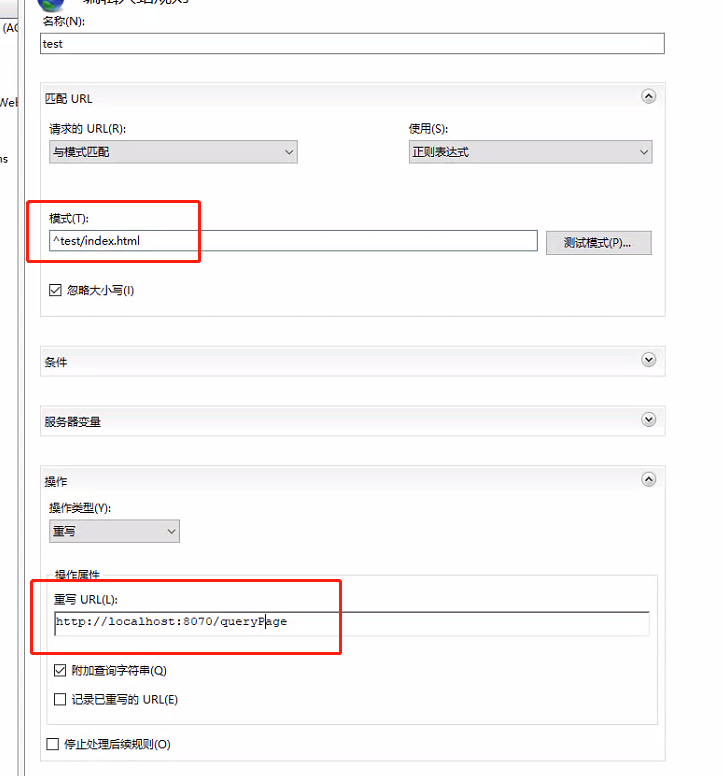 名称(N):
test
匹配 URL
请求的 URL(R):
使用(S):
与模式匹配
正则表达式
模式(T):
^test/index.html
测试模式(P)...
忽略大小写(I)
条件
服务器变量
操作
操作类型(Y):
重写
操作属性
重写 URL(L):
http://localhost:8070/queryPage
附加查询字符串(Q)
记录已重写的 URL(E)
停止处理后续规则(O)